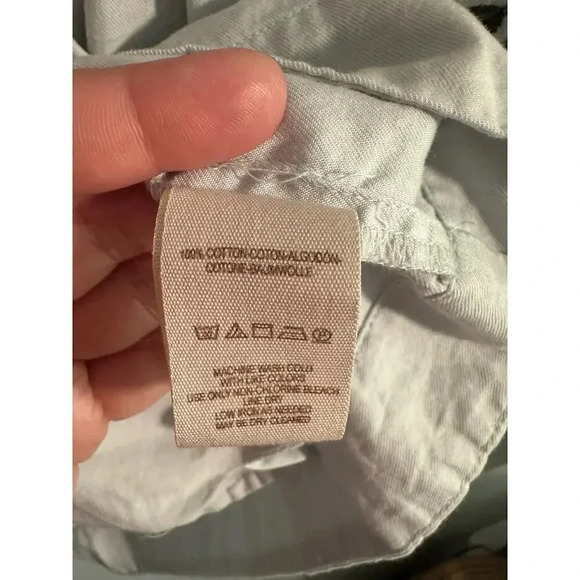 100% COTTON-COTON-ALGODÓN-
COTONE-BAUMWOLLE
MACHINE WASH COLD
WITH LIKE COLORS
USE ONLY NON-CHLORINE BLEACH
LINE DRY
LOW IRON AS NEEDED
MAY BE DRY CLEANED